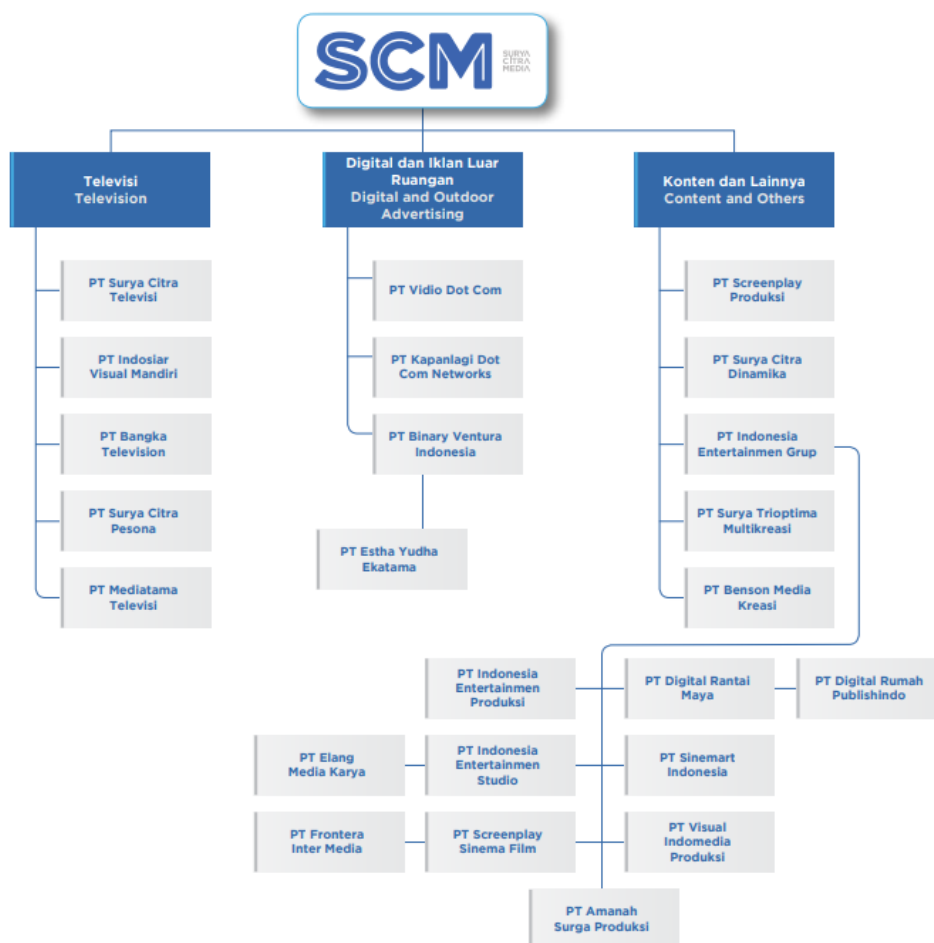 SCM
SURYA
CITRA
MEDIA
Televisi
Television
Digital dan Iklan Luar
Ruangan
Digital and Outdoor
Advertising
Konten dan Lainnya
Content and Others
PT Surya Citra
Televisi
PT Indosiar
Visual Mandiri
PT Bangka
Television
PT Surya Citra
Pesona
PT Mediatama
Televisi
PT Vidio Dot Com
PT Kapanlagi Dot
Com Networks
PT Binary Ventura
Indonesia
PT Estha Yudha
Ekatama
PT Screenplay
Produksi
PT Surya Citra
Dinamika
PT Indonesia
Entertainmen Grup
PT Surya Trioptima
Multikreasi
PT Benson Media
Kreasi
PT Indonesia
Entertainmen
Produksi
PT Digital Rantai
Maya
PT Digital Rumah
Publishindo
PT Elang
Media Karya
PT Indonesia
Entertainmen
Studio
PT Sinemart
Indonesia
PT Frontera
Inter Media
PT Screenplay
Sinema Film
PT Visual
Indomedia
Produksi
PT Amanah
Surga Produksi